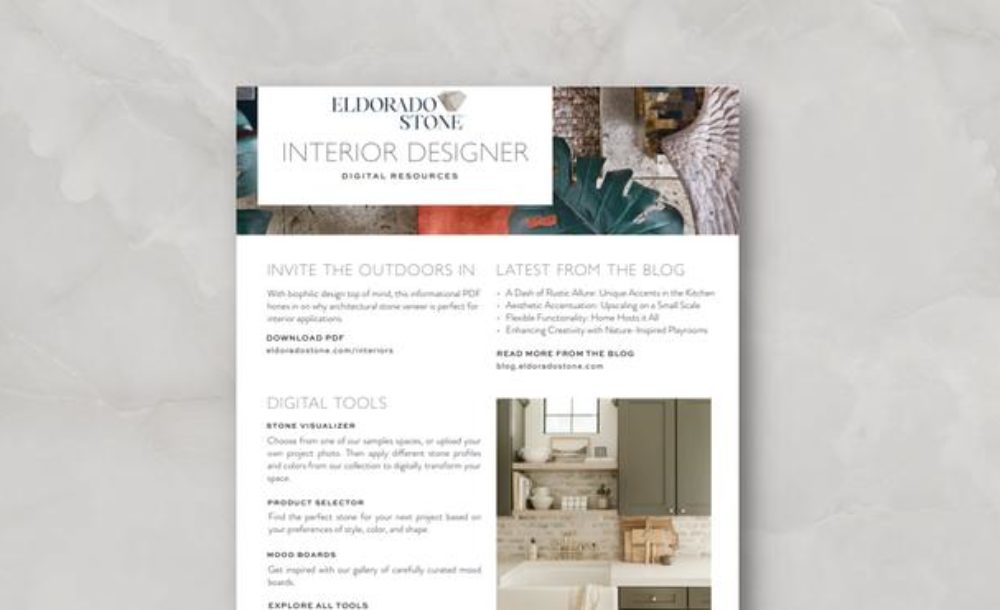 ELDORADO
STONE
INTERIOR DESIGNER
DIGITAL RESOURCES
INVITE THE OUTDOORS IN
With biophilic design top of mind, this informational PDF
homes in on why architectural stone veneer is perfect for
interior applications.
DOWNLOAD PDF
eldoradostone.com/interiors
LATEST FROM THE BLOG
• A Dash of Rustic Allure: Unique Accents in the Kitchen
• Aesthetic Accentuation: Upscaling on a Small Scale
• Flexible Functionality: Home Hosts it All
• Enhancing Creativity with Nature-Inspired Playrooms
READ MORE FROM THE BLOG
blog.eldoradostone.com
DIGITAL TOOLS
STONE VISUALIZER
Choose from one of our samples spaces, or upload your
own project photo. Then apply different stone profiles
and colors from our collection to digitally transform your
space.
PRODUCT SELECTOR
Find the perfect stone for your next project based on
your preferences of style, color, and shape.
MOOD BOARDS
Get inspired with our gallery of carefully curated mood
boards.
EXPLORE ALL TOOLS